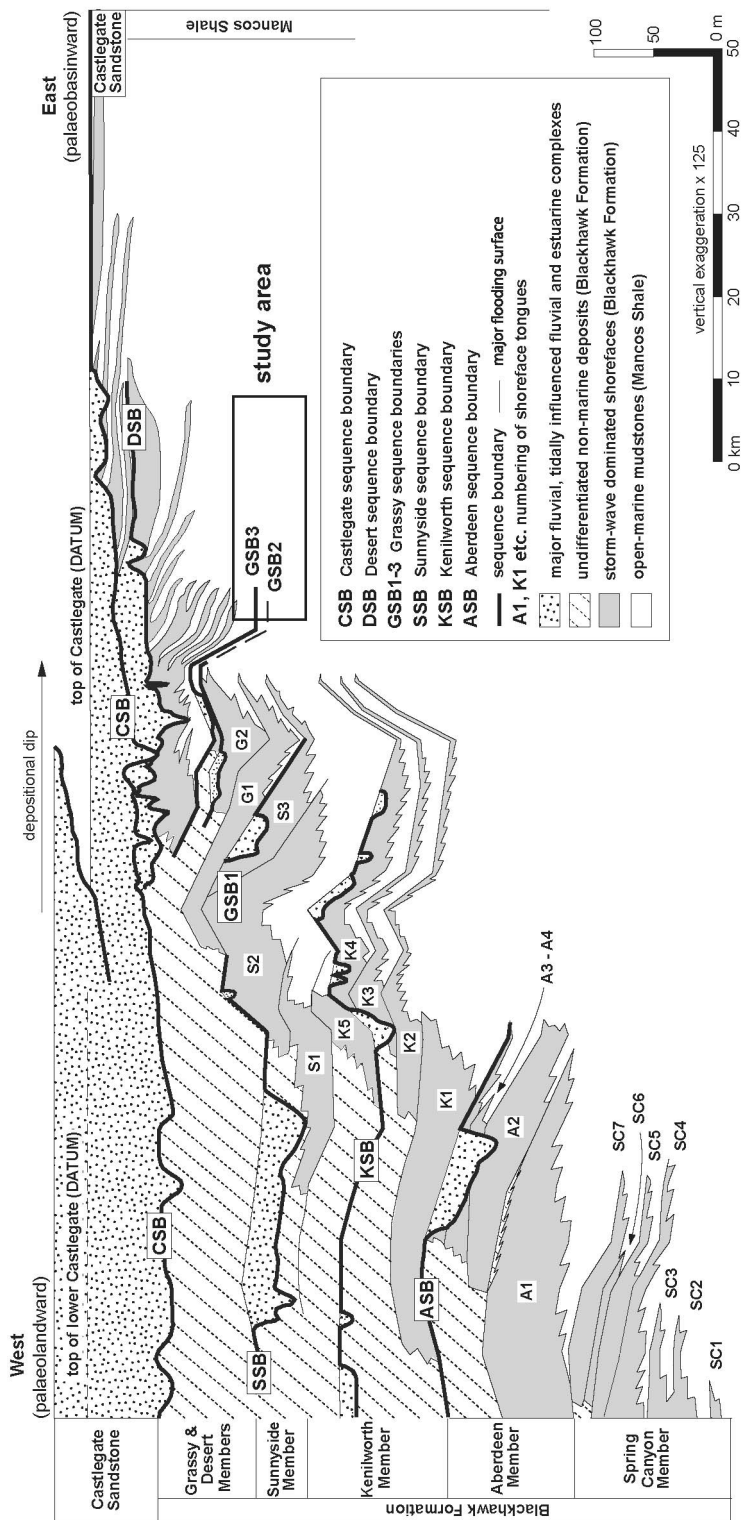 West
(palaeolandward)
East
(palaeobasinward)
depositional dip
top of lower Castlegate (DATUM)
top of Castlegate (DATUM)
Castlegate
Sandstone
Mancos Shale
Castlegate
Sandstone
Grassy &
Desert
Members
Sunnyside
Member
Kenilworth
Member
Aberdeen
Member
Spring
Canyon
Member
Blackhawk Formation
CSB
CSB
DSB
SSB
GSB1
GSB3
GSB2
KSB
ASB
S1
S2
S3
G1
G2
K5
K4
K3
K2
K1
A3 - A4
A2
A1
SC7
SC6
SC5
SC4
SC3
SC2
SC1
study area
CSB Castlegate sequence boundary
DSB Desert sequence boundary
GSB1-3 Grassy sequence boundaries
SSB Sunnyside sequence boundary
KSB Kenilworth sequence boundary
ASB Aberdeen sequence boundary
sequence boundary major flooding surface
A1, K1 etc. numbering of shoreface tongues
major fluvial, tidally influenced fluvial and estuarine complexes
undifferentiated non-marine deposits (Blackhawk Formation)
storm-wave dominated shorefaces (Blackhawk Formation)
open-marine mudstones (Mancos Shale)
vertical exaggeration x 125
100
50
0 m
0 km 10 20 30 40 50